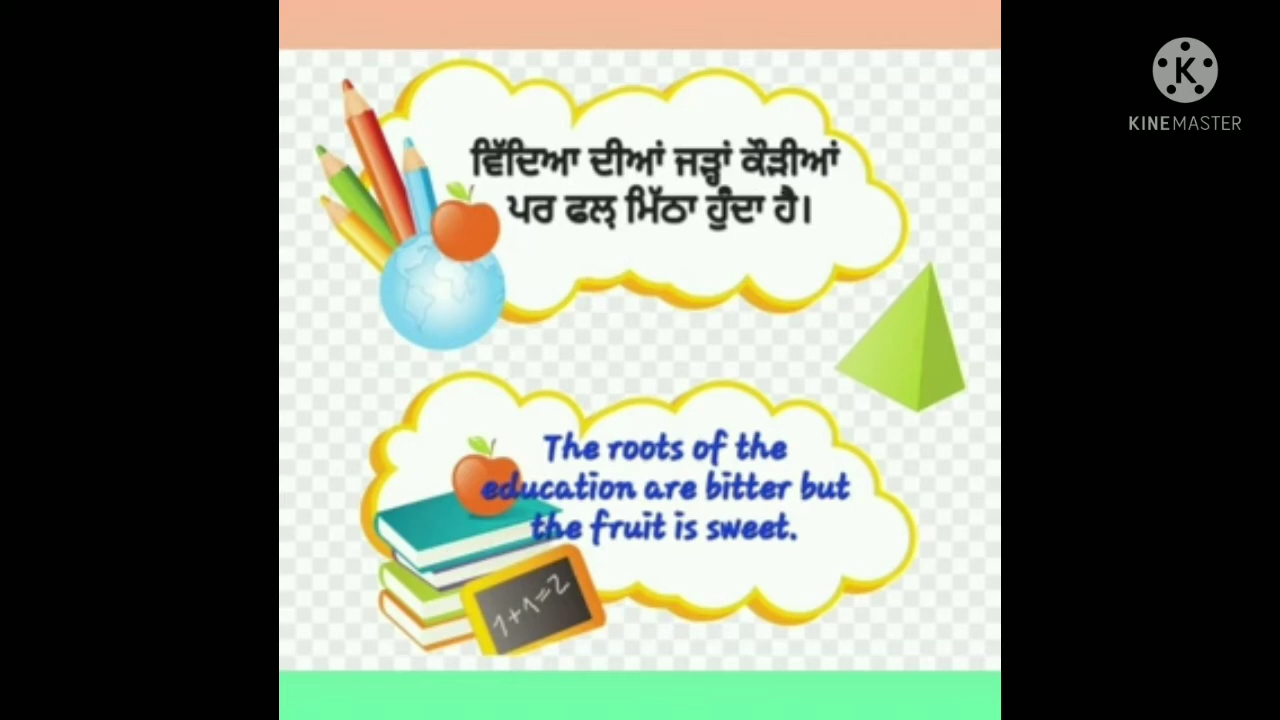 ਵਿੱਦਿਆ ਦੀਆਂ ਜੜ੍ਹਾਂ ਕੌੜੀਆਂ
ਪਰ ਫਲ੍ ਮਿੱਠਾ ਹੁੰਦਾ ਹੈ।
The roots of the
education are bitter but
the fruit is sweet.
1+1=2
K
KINEMASTER